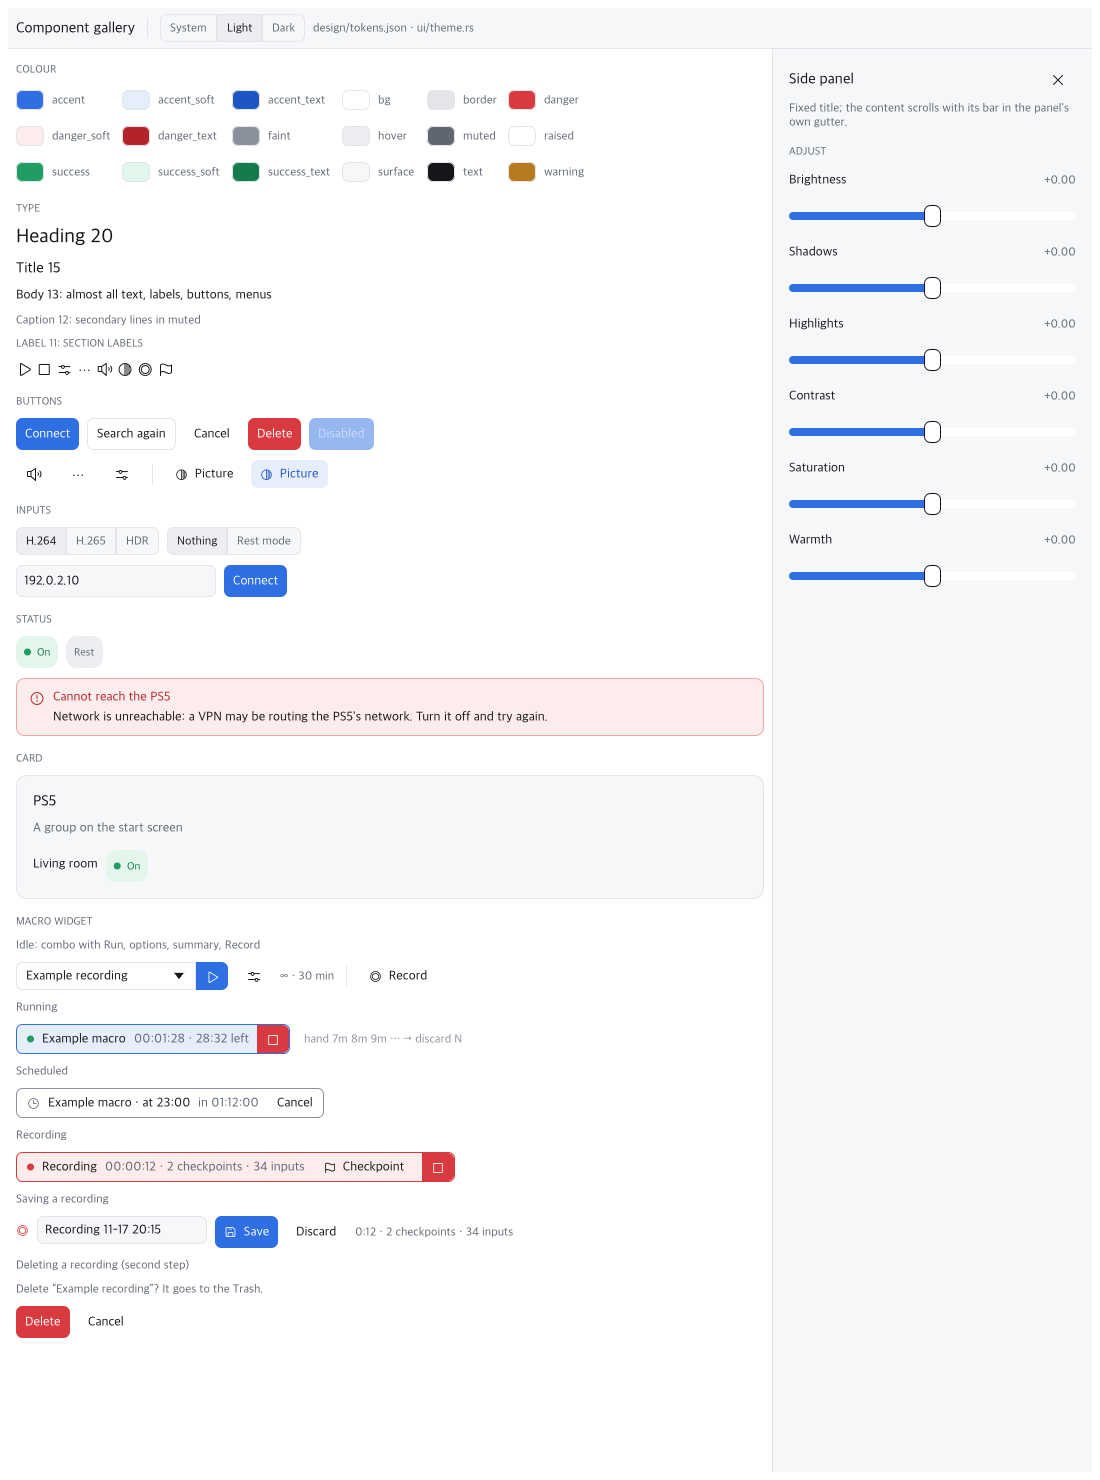 Component gallery
System Light Dark design/tokens.json · ui/theme.rs
COLOUR
accent accent_soft accent_text bg border danger
danger_soft danger_text faint hover muted raised
success success_soft success_text surface text warning
TYPE
Heading 20
Title 15
Body 13: almost all text, labels, buttons, menus
Caption 12: secondary lines in muted
LABEL 11: SECTION LABELS
BUTTONS
Connect Search again Cancel Delete Disabled
Picture Picture
INPUTS
H.264 H.265 HDR Nothing Rest mode
192.0.2.10 Connect
STATUS
On Rest
Cannot reach the PS5
Network is unreachable: a VPN may be routing the PS5's network. Turn it off and try again.
CARD
PS5
A group on the start screen
Living room On
MACRO WIDGET
Idle: combo with Run, options, summary, Record
Example recording ∞ · 30 min Record
Running
Example macro 00:01:28 · 28:32 left hand 7m 8m 9m ··· → discard N
Scheduled
Example macro · at 23:00 in 01:12:00 Cancel
Recording
Recording 00:00:12 · 2 checkpoints · 34 inputs Checkpoint
Saving a recording
Recording 11-17 20:15 Save Discard 0:12 · 2 checkpoints · 34 inputs
Deleting a recording (second step)
Delete “Example recording”? It goes to the Trash.
Delete Cancel
Side panel
Fixed title; the content scrolls with its bar in the panel's
own gutter.
ADJUST
Brightness +0.00
Shadows +0.00
Highlights +0.00
Contrast +0.00
Saturation +0.00
Warmth +0.00